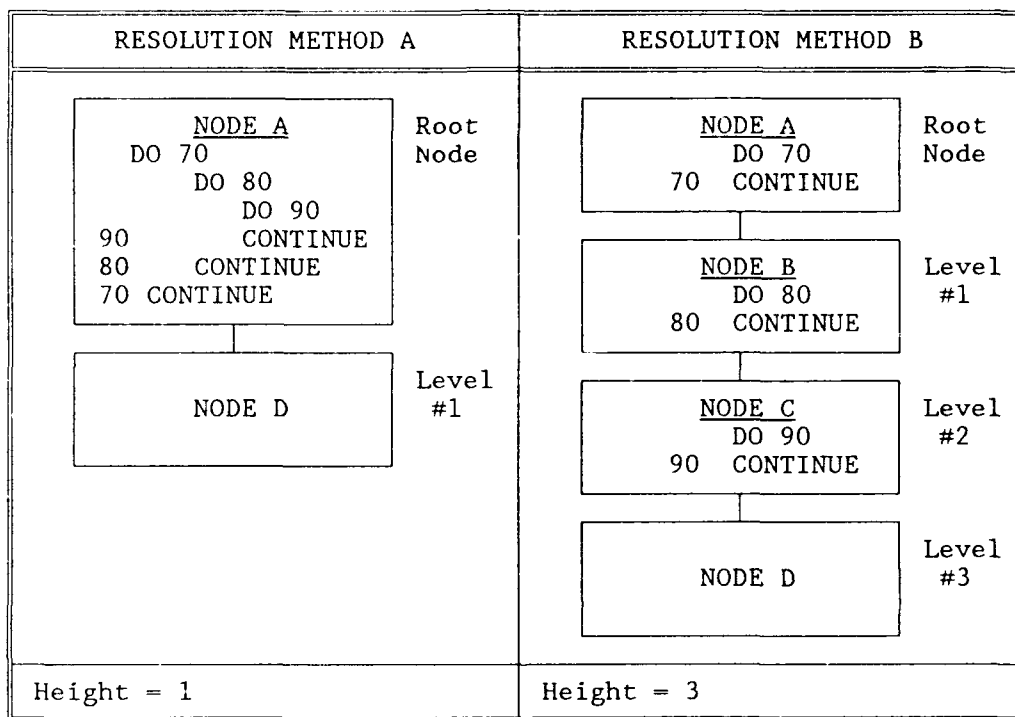 RESOLUTION METHOD A
NODE A
DO 70
DO 80
DO 90
90 CONTINUE
80 CONTINUE
70 CONTINUE
Root
Node
NODE D
Level
#1
Height = 1
RESOLUTION METHOD B
NODE A
DO 70
70 CONTINUE
Root
Node
NODE B
DO 80
80 CONTINUE
Level
#1
NODE C
DO 90
90 CONTINUE
Level
#2
NODE D
Level
#3
Height = 3